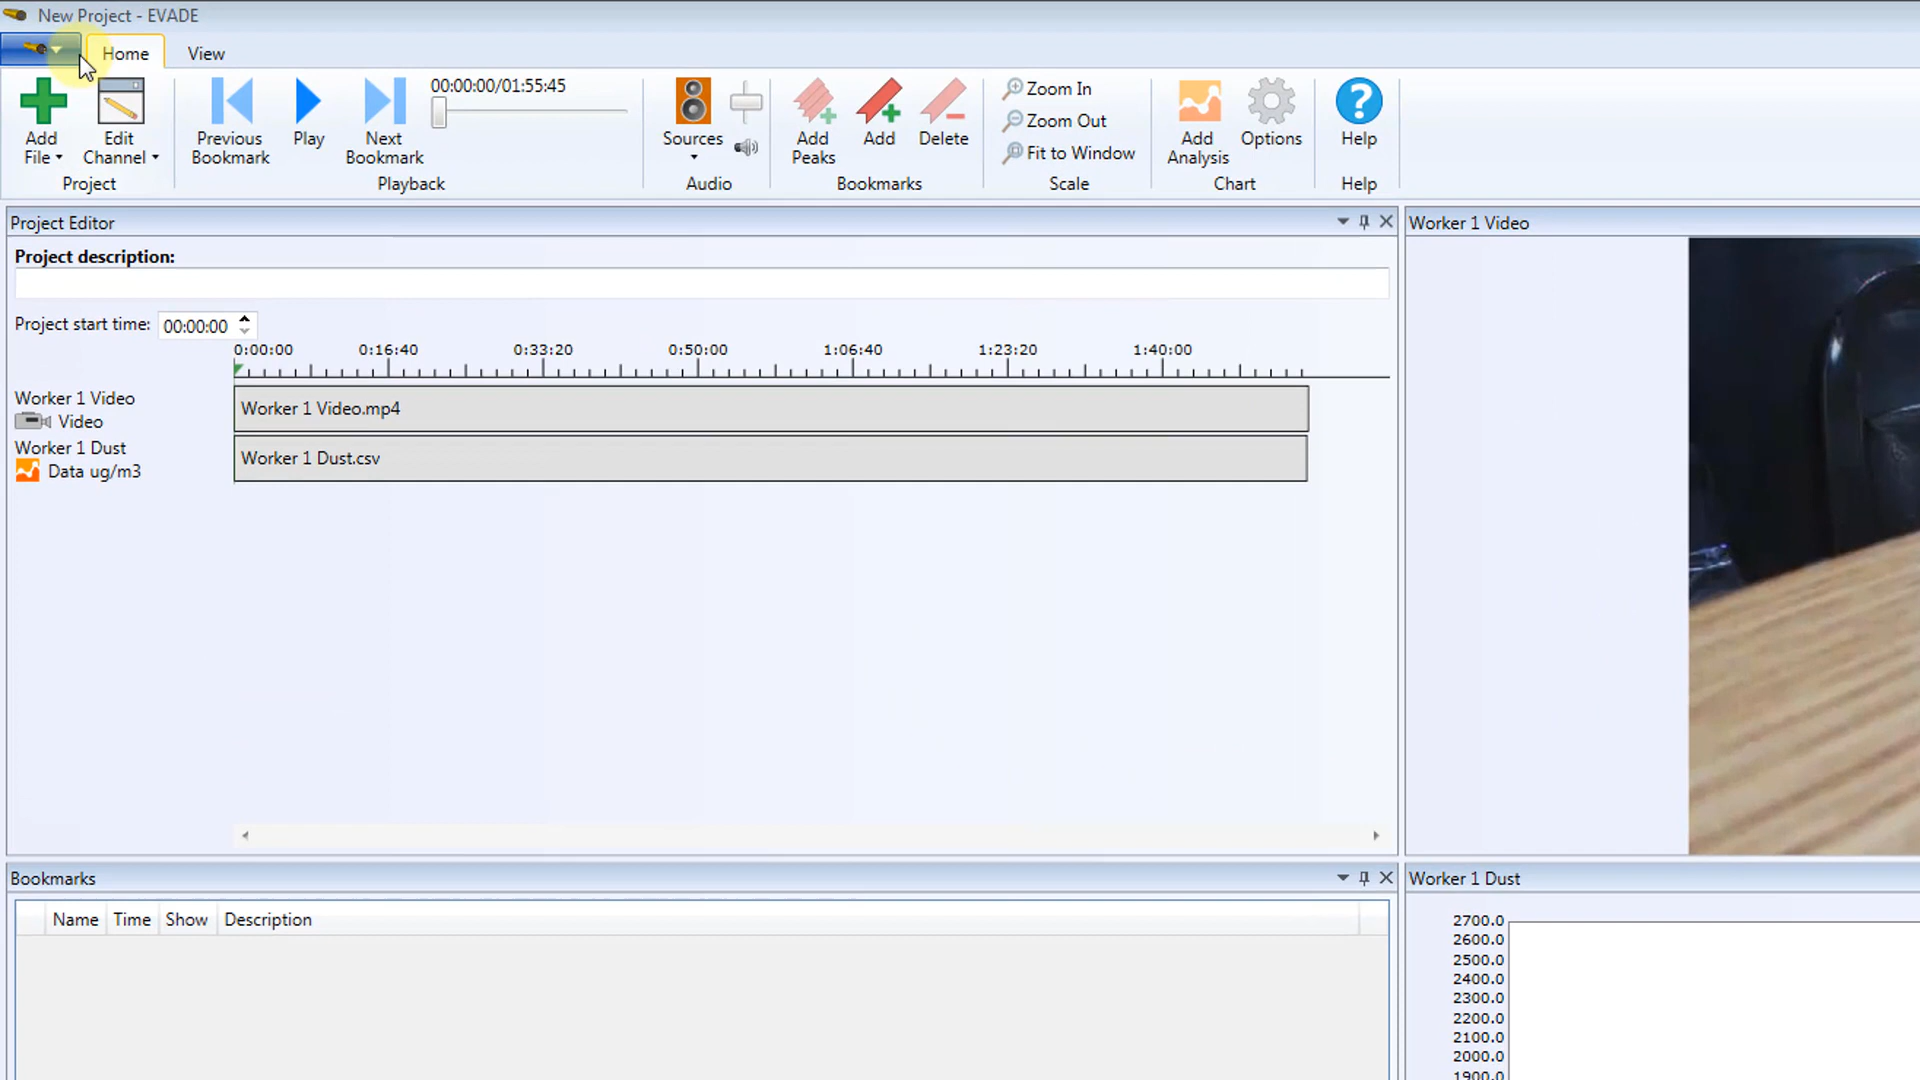 New Project - EVADE
Home View
Add File
Edit Channel
Project
Previous Bookmark
Play
Next Bookmark
00:00:00/01:55:45
Playback
Sources
Audio
Add Peaks
Add
Delete
Bookmarks
Zoom In
Zoom Out
Fit to Window
Scale
Add Analysis
Options
Chart
Help
Help
Project Editor
Project description:
Project start time: 00:00:00
0:00:00 0:16:40 0:33:20 0:50:00 1:06:40 1:23:20 1:40:00
Worker 1 Video
Video
Worker 1 Video.mp4
Worker 1 Dust
Data ug/m3
Worker 1 Dust.csv
Worker 1 Video
Bookmarks
Name Time Show Description
Worker 1 Dust
2700.0
2600.0
2500.0
2400.0
2300.0
2200.0
2100.0
2000.0
1900.0